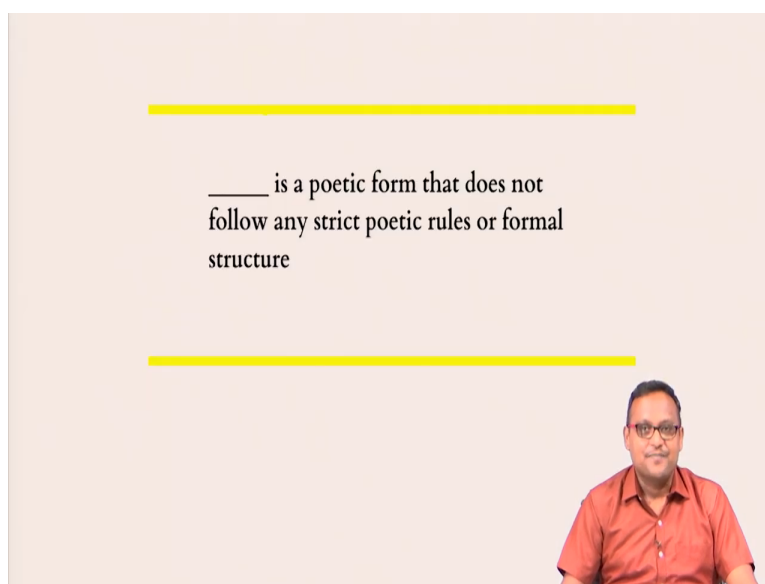 _____ is a poetic form that does not
follow any strict poetic rules or formal
structure